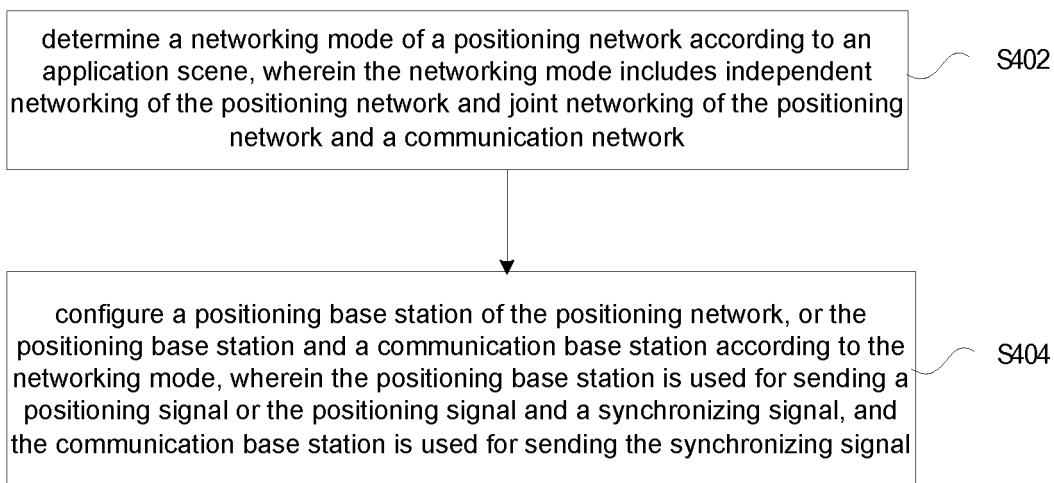 determine a networking mode of a positioning network according to an
application scene, wherein the networking mode includes independent
networking of the positioning network and joint networking of the positioning
network and a communication network
S402
configure a positioning base station of the positioning network, or the
positioning base station and a communication base station according to the
networking mode, wherein the positioning base station is used for sending a
positioning signal or the positioning signal and a synchronizing signal, and
the communication base station is used for sending the synchronizing signal
S404